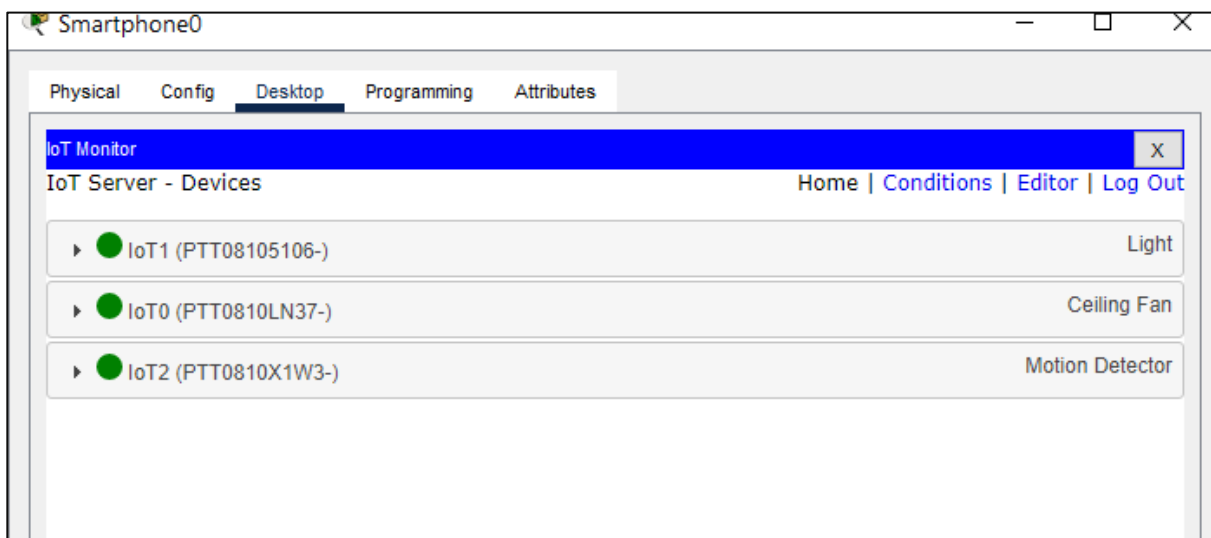 Smartphone0
Physical Config Desktop Programming Attributes
IoT Monitor X
IoT Server - Devices Home | Conditions | Editor | Log Out
IoT1 (PTT08105106-) Light
IoT0 (PTT0810LN37-) Ceiling Fan
IoT2 (PTT0810X1W3-) Motion Detector